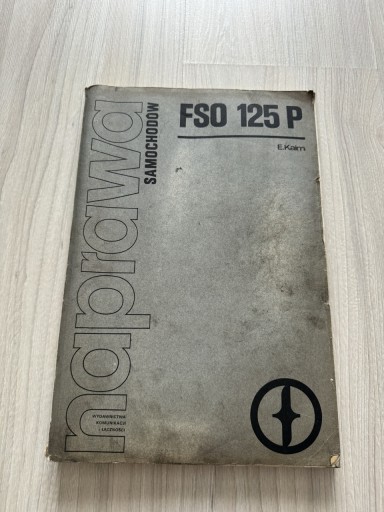 naprawa
SAMOCHODÓW
FSO 125 P
E.Kalm
WYDAWNICTWA
KOMUNIKACJI
I ŁĄCZNOŚCI